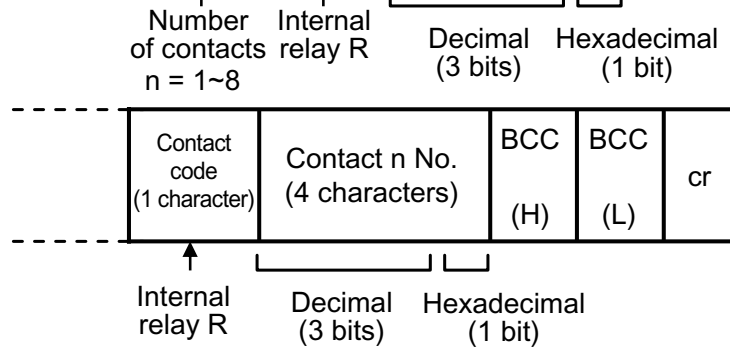 Number
of contacts
n = 1~8
Internal
relay R
Decimal
(3 bits)
Hexadecimal
(1 bit)
Contact
code
(1 character)
Contact n No.
(4 characters)
BCC
(H)
BCC
(L)
cr
Internal
relay R
Decimal
(3 bits)
Hexadecimal
(1 bit)